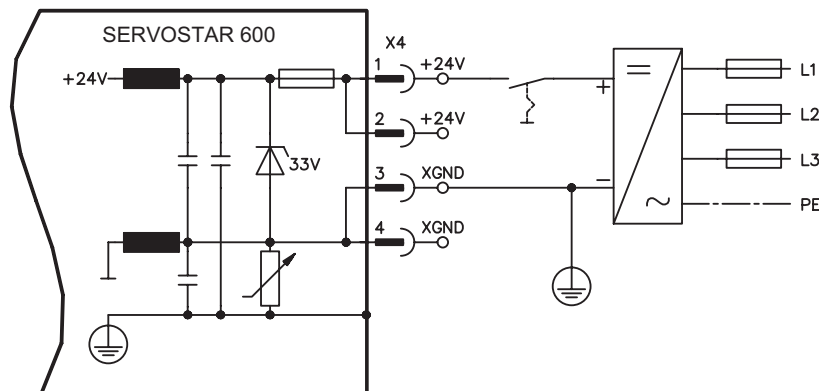 SERVOSTAR 600
X4
+24V
1
+24V
2
+24V
33V
3
XGND
4
XGND
+
–
L1
L2
L3
PE